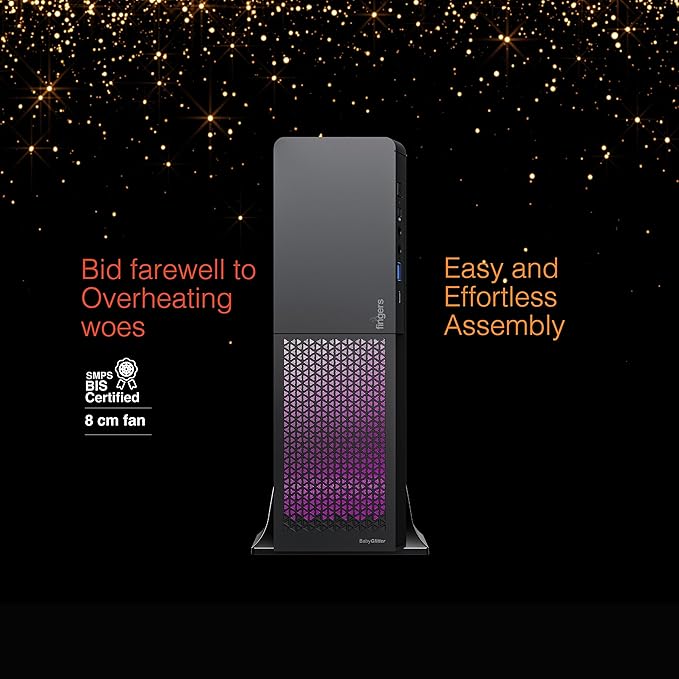 Bid farewell to
Overheating
woes
SMPS
BIS
Certified
8 cm fan
Easy and
Effortless
Assembly
fingers
BabyGlitter